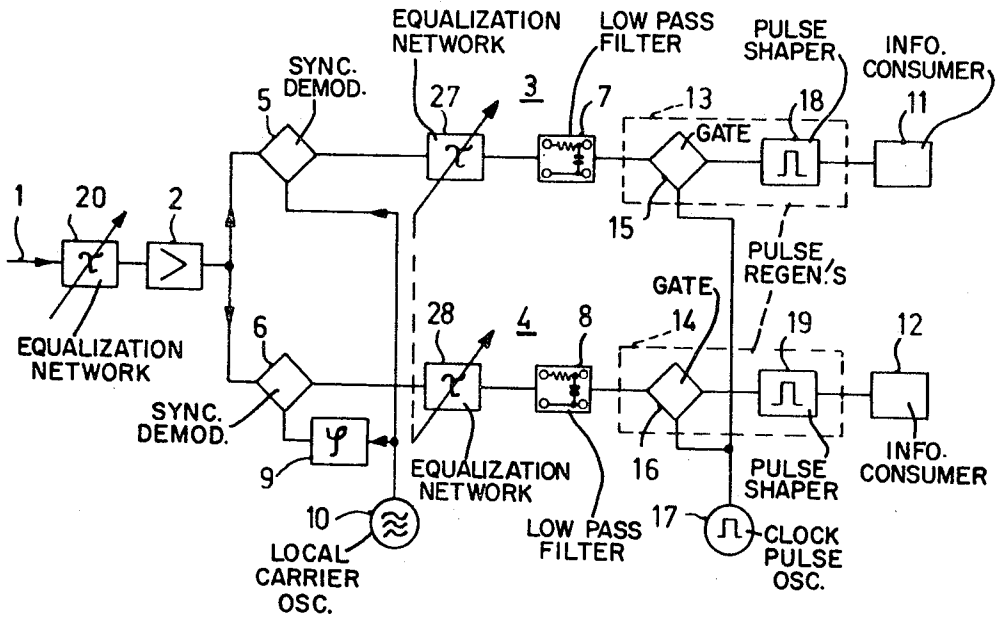 EQUALIZATION
NETWORK
LOW PASS
FILTER
PULSE
SHAPER
INFO.
CONSUMER
SYNC.
DEMOD.
5
27
3
7
13
GATE
18
11
τ
15
1
20
2
τ
>
PULSE
REGEN.'S
EQUALIZATION
NETWORK
6
28
4
8
GATE
14
19
12
τ
SYNC.
DEMOD.
9
φ
16
EQUALIZATION
NETWORK
LOW PASS
FILTER
PULSE
SHAPER
INFO.
CONSUMER
10
LOCAL
CARRIER
OSC.
17
CLOCK
PULSE
OSC.